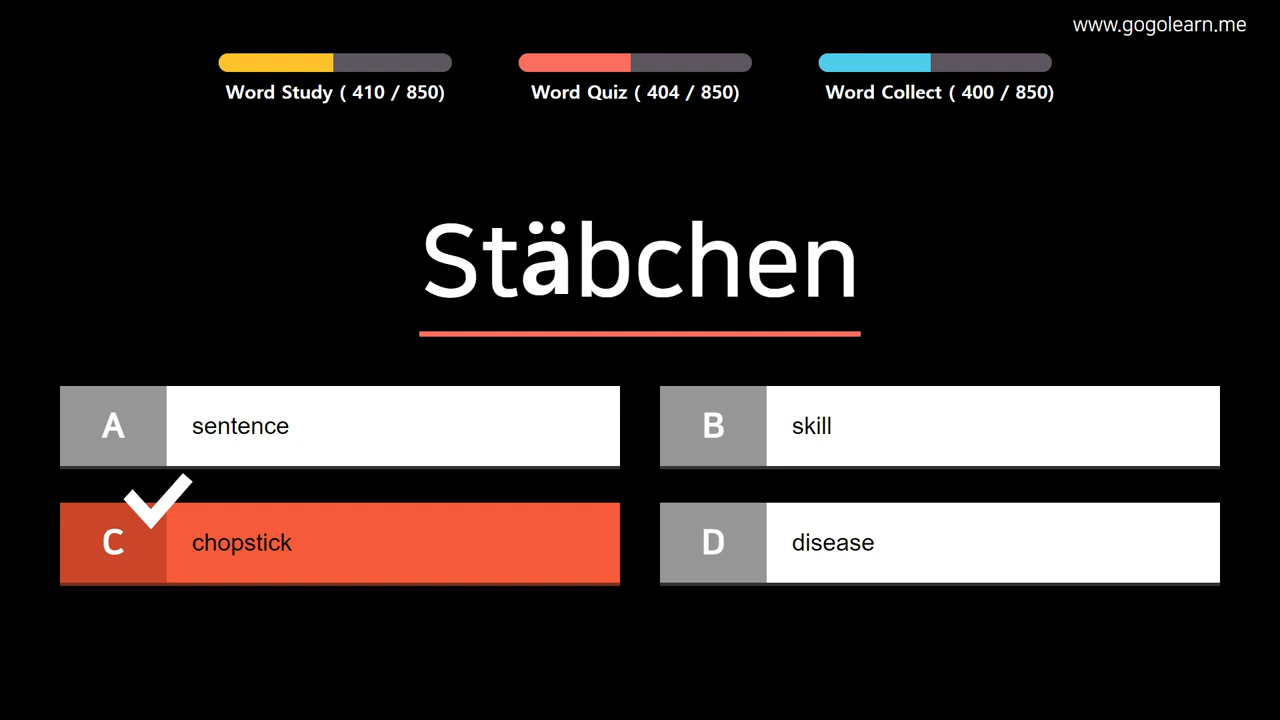 www.gogolearn.me
Word Study ( 410 / 850)
Word Quiz ( 404 / 850)
Word Collect ( 400 / 850)
Stäbchen
A
sentence
B
skill
C
chopstick
D
disease